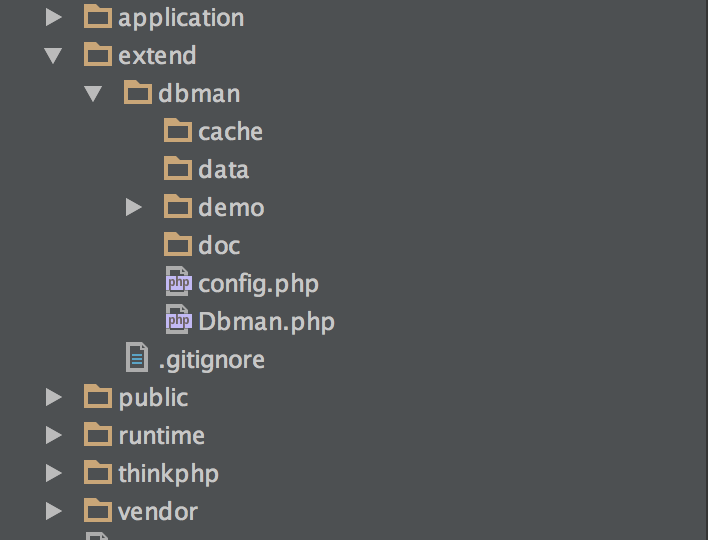 application
extend
dbman
cache
data
demo
doc
php config.php
php Dbman.php
.gitignore
public
runtime
thinkphp
vendor